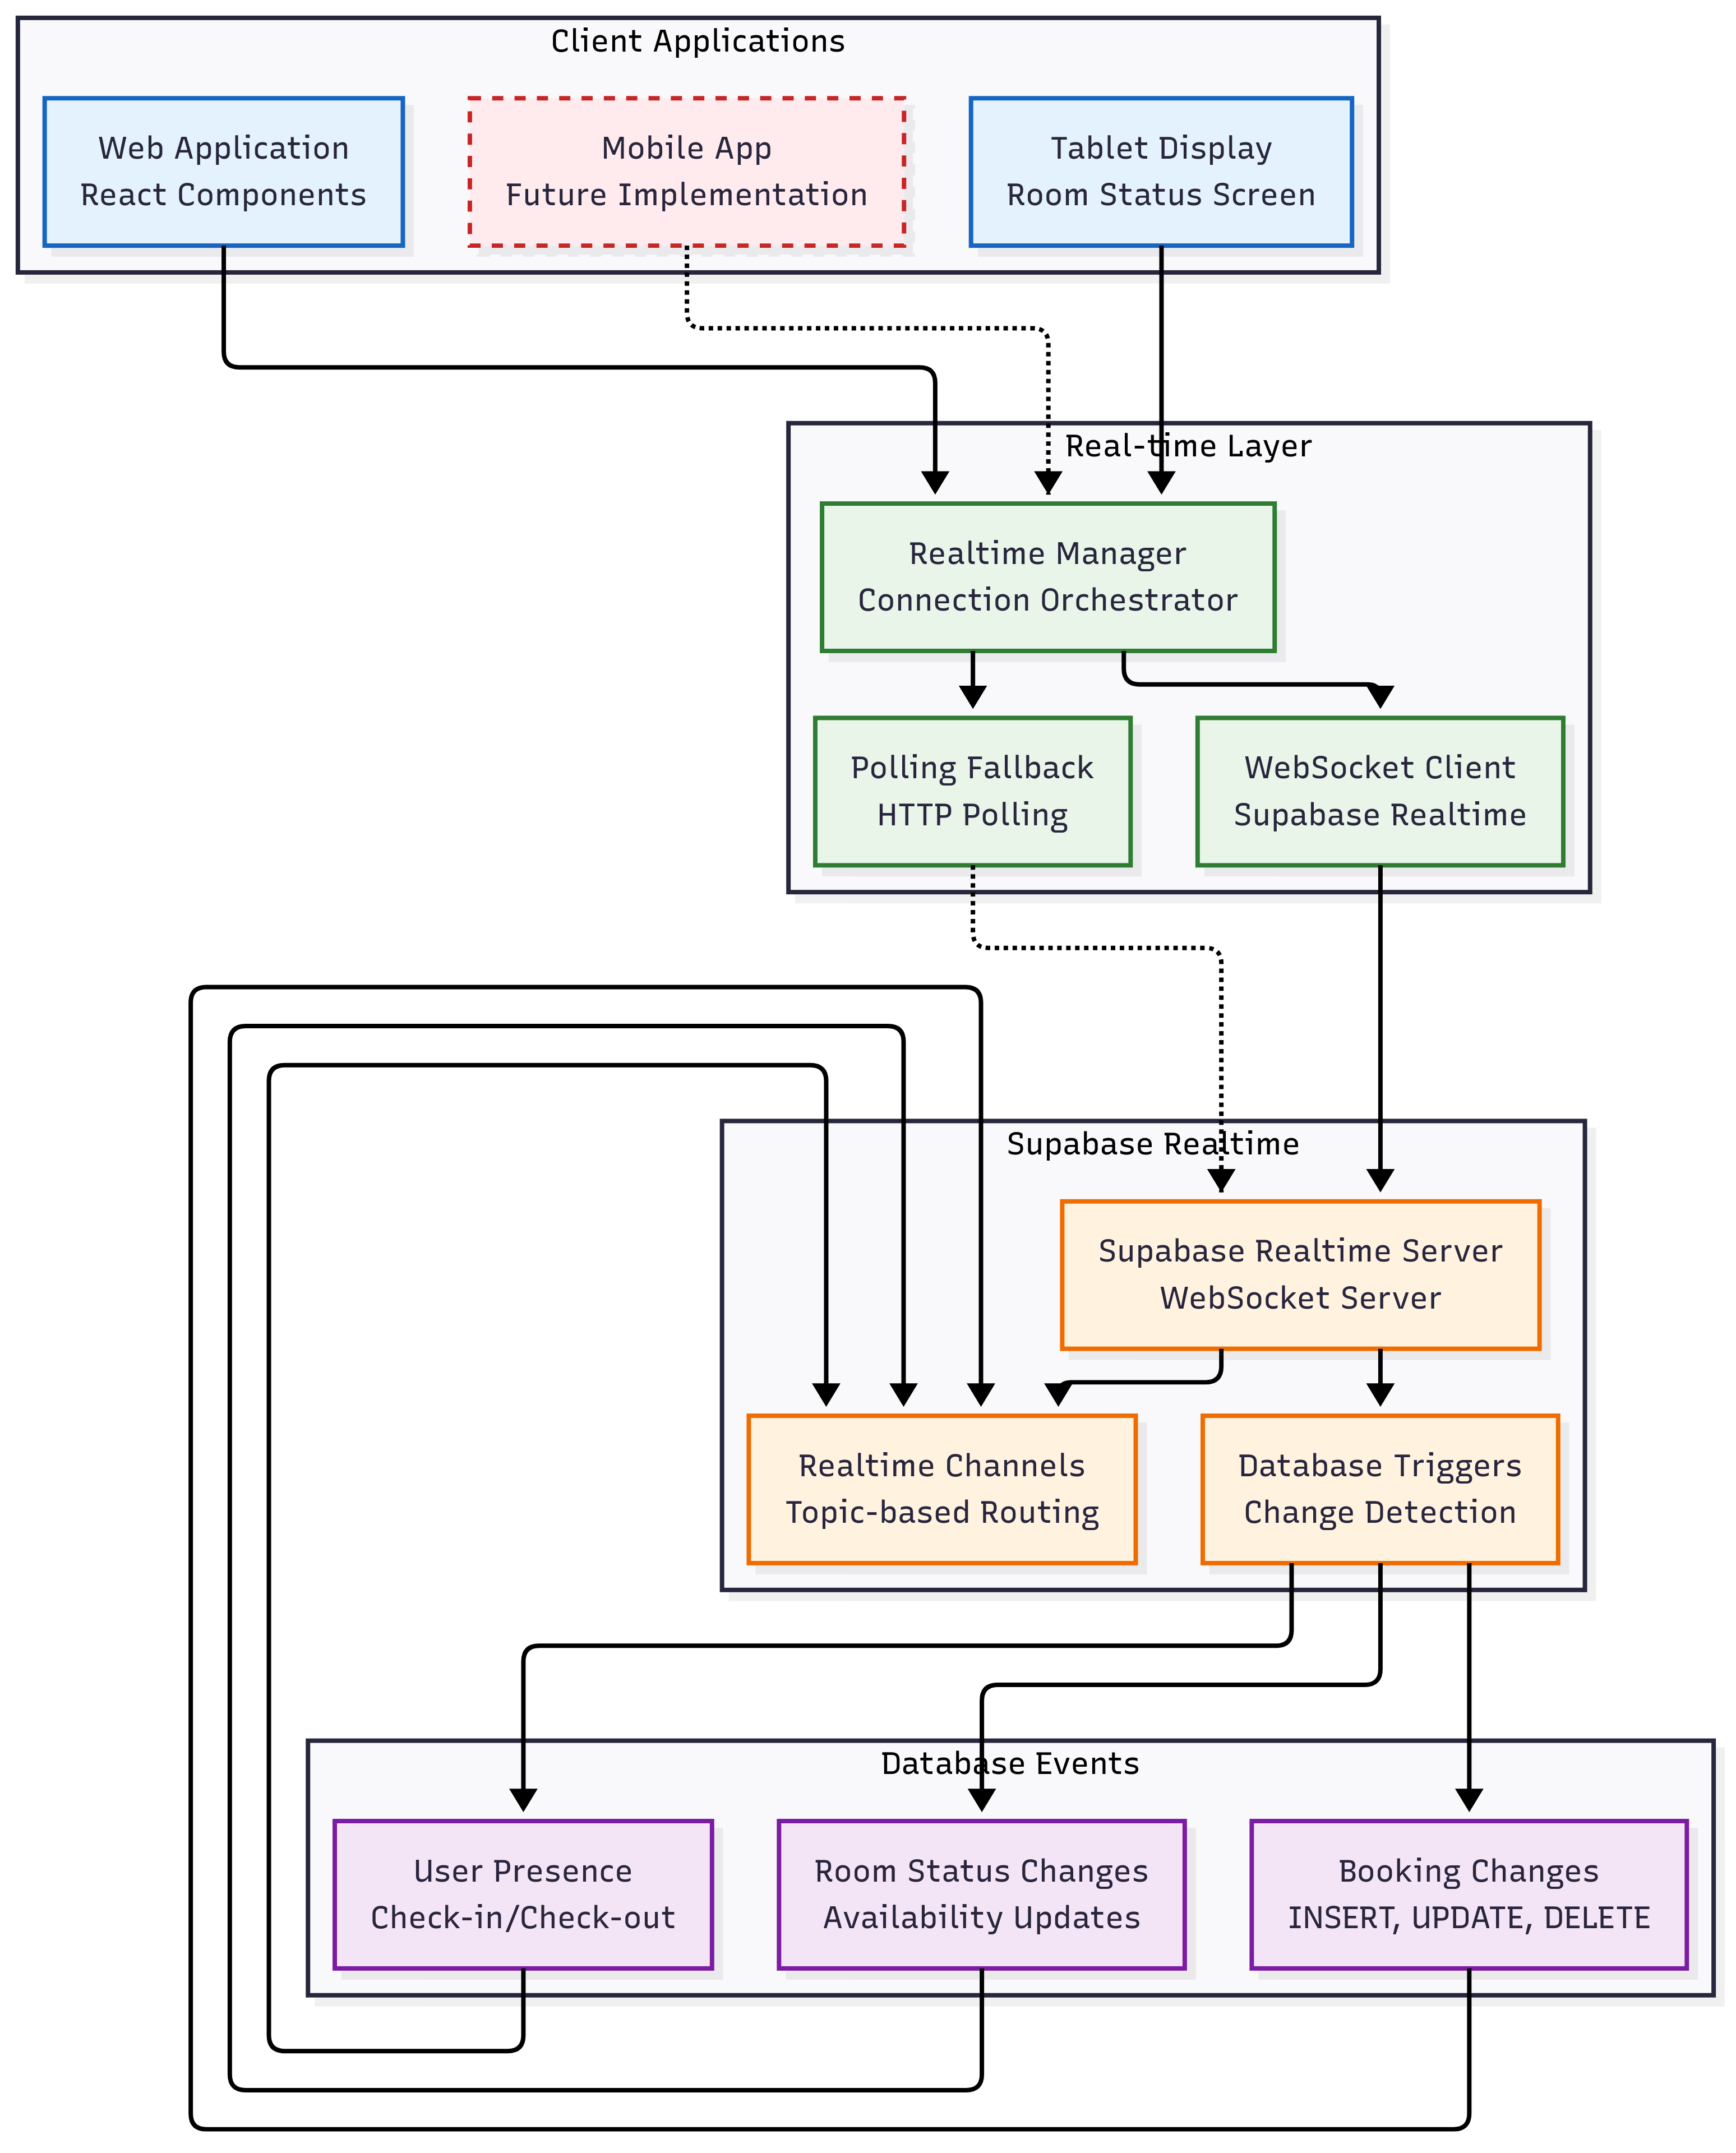 Client Applications
Web Application
React Components
Mobile App
Future Implementation
Tablet Display
Room Status Screen
Real-time Layer
Realtime Manager
Connection Orchestrator
Polling Fallback
HTTP Polling
WebSocket Client
Supabase Realtime
Supabase Realtime
Supabase Realtime Server
WebSocket Server
Realtime Channels
Topic-based Routing
Database Triggers
Change Detection
Database Events
User Presence
Check-in/Check-out
Room Status Changes
Availability Updates
Booking Changes
INSERT, UPDATE, DELETE